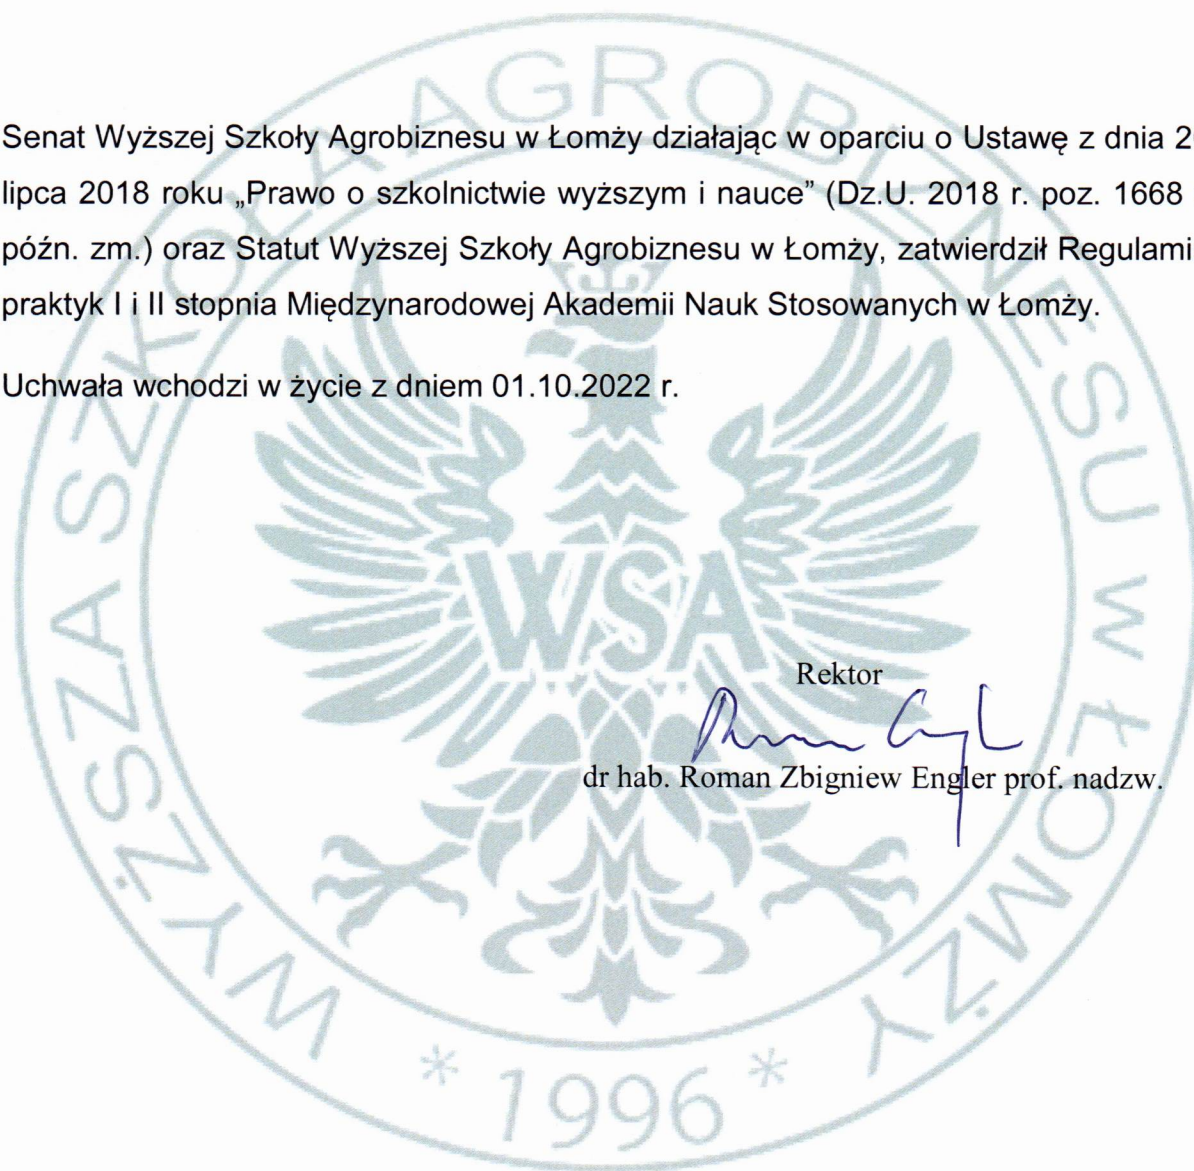 Senat Wyższej Szkoły Agrobiznesu w Łomży działając w oparciu o Ustawę z dnia 2
lipca 2018 roku „Prawo o szkolnictwie wyższym i nauce” (Dz.U. 2018 r. poz. 1668
późn. zm.) oraz Statut Wyższej Szkoły Agrobiznesu w Łomży, zatwierdził Regulami
praktyk I i II stopnia Międzynarodowej Akademii Nauk Stosowanych w Łomży.
Uchwała wchodzi w życie z dniem 01.10.2022 r.
WYŻSZA SZKOŁA AGROBIZNESU W ŁOMŻY
WSA
Rektor
dr hab. Roman Zbigniew Engler prof. nadzw.
* 1996 *